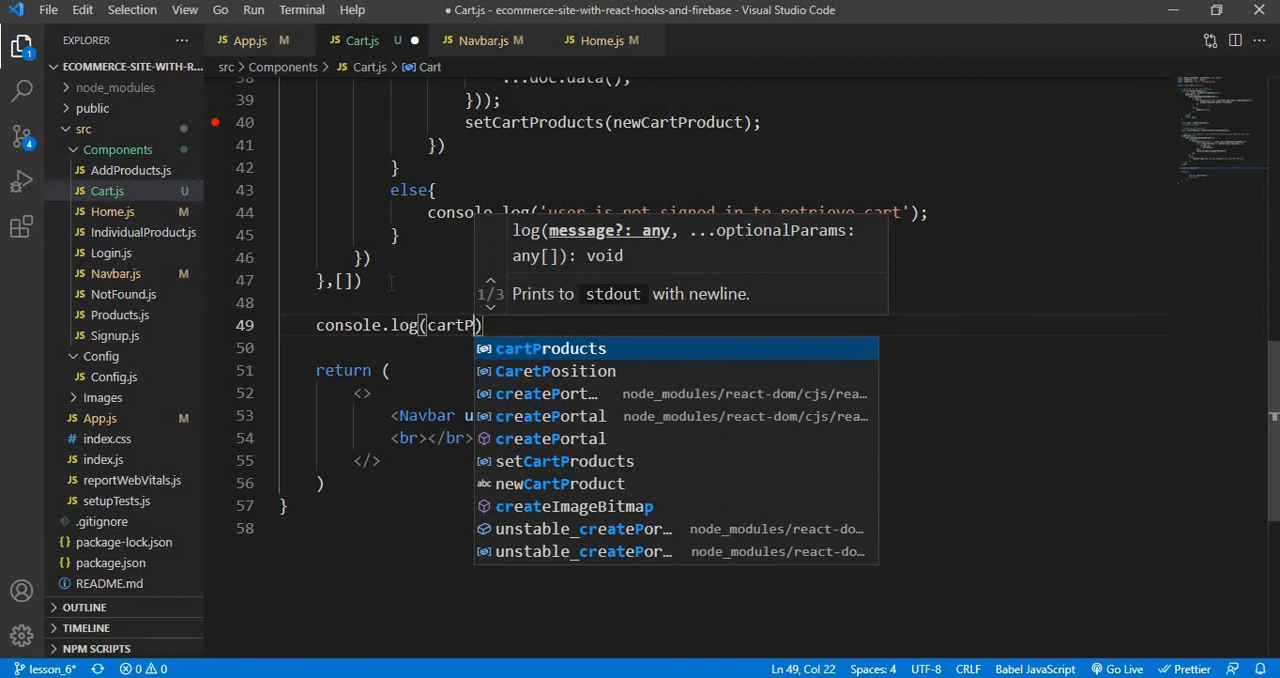 File Edit Selection View Go Run Terminal Help
● Cart.js - ecommerce-site-with-react-hooks-and-firebase - Visual Studio Code
EXPLORER ...
JS App.js M
JS Cart.js U ●
JS Navbar.js M
JS Home.js M
ECOMMERCE-SITE-WITH-R...
src > Components > JS Cart.js > Cart
node_modules
public
src
Components
JS AddProducts.js
JS Cart.js U
JS Home.js M
JS IndividualProduct.js M
JS Login.js
JS Navbar.js M
JS NotFound.js
JS Products.js
JS Signup.js
Config
JS Config.js
Images
JS App.js M
# index.css
JS index.js
JS reportWebVitals.js
JS setupTests.js
.gitignore
{} package-lock.json
{} package.json
README.md
OUTLINE
TIMELINE
NPM SCRIPTS
38 ...doc.data(),
39 }));
40 setCartProducts(newCartProduct);
41 })
42 }
43 else{
44 console.log('user is not signed in to retrieve cart');
45 }
46 })
47 },[])
48
49 console.log(cartP)
50
51 return (
52 <>
53 <Navbar u
54 <br></br>
55 </>
56 )
57 }
58
log(message?: any, ...optionalParams:
any[]): void
1/3 Prints to stdout with newline.
cartProducts
CaretPosition
createPort... node_modules/react-dom/cjs/rea...
createPortal node_modules/react-dom/cjs/rea...
createPortal
setCartProducts
abc newCartProduct
createImageBitmap
unstable_createPor... node_modules/react-do...
unstable_createPor... node_modules/react-do...
1
4
lesson_6* 0 0 Ln 49, Col 22 Spaces: 4 UTF-8 CRLF Babel JavaScript Go Live Prettier